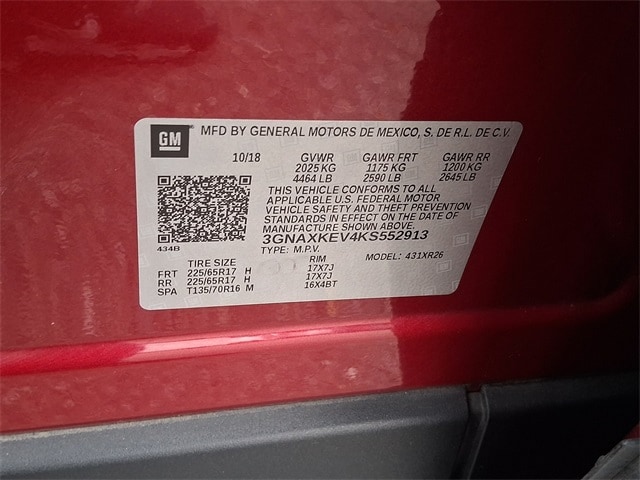 GM MFD BY GENERAL MOTORS DE MEXICO, S. DE R.L. DE C.V.
10/18 GVWR GAWR FRT GAWR RR
2025 KG 1175 KG 1200 KG
4464 LB 2590 LB 2645 LB
THIS VEHICLE CONFORMS TO ALL
APPLICABLE U.S. FEDERAL MOTOR
VEHICLE SAFETY AND THEFT PREVENTION
STANDARDS IN EFFECT ON THE DATE OF
MANUFACTURE SHOWN ABOVE.
434B 3GNAXKEV4KS552913
TYPE: M.P.V. MODEL: 431XR26
TIRE SIZE RIM
FRT 225/65R17 H 17X7J
RR 225/65R17 H 17X7J
SPA T135/70R16 M 16X4BT